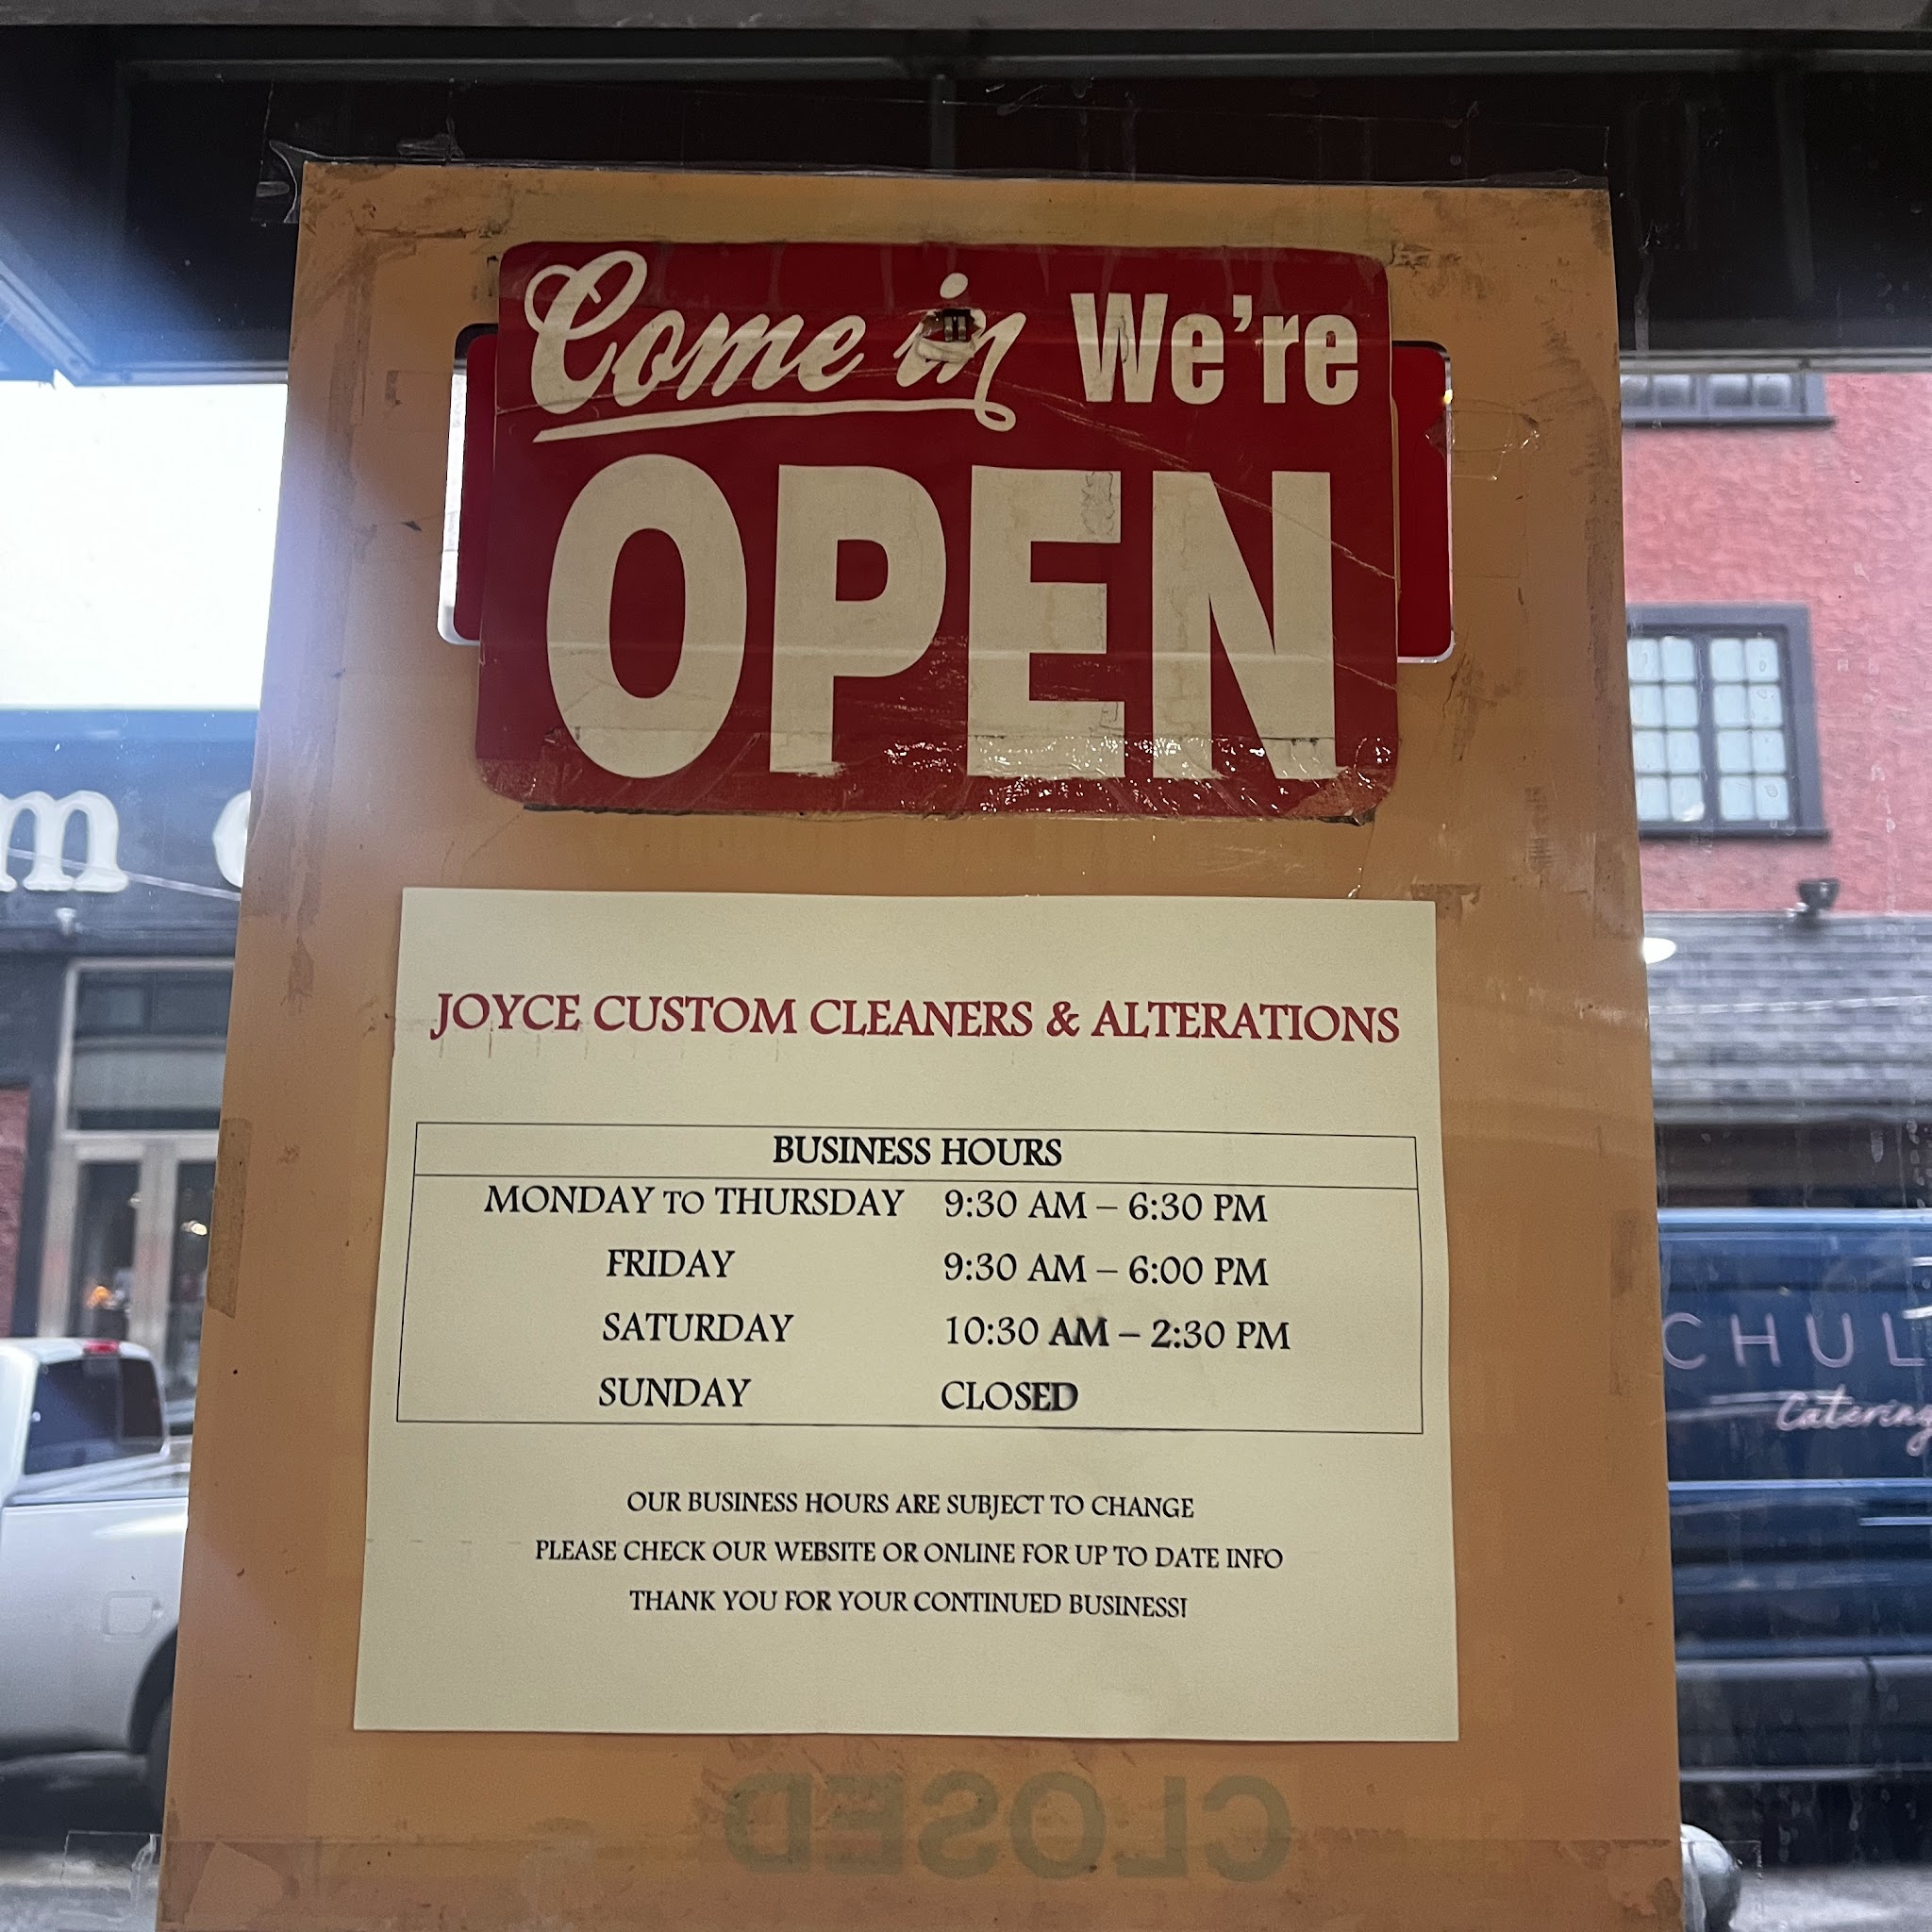 Come in We're
OPEN
JOYCE CUSTOM CLEANERS & ALTERATIONS
BUSINESS HOURS
MONDAY TO THURSDAY 9:30 AM – 6:30 PM
FRIDAY 9:30 AM – 6:00 PM
SATURDAY 10:30 AM – 2:30 PM
SUNDAY CLOSED
OUR BUSINESS HOURS ARE SUBJECT TO CHANGE
PLEASE CHECK OUR WEBSITE OR ONLINE FOR UP TO DATE INFO
THANK YOU FOR YOUR CONTINUED BUSINESS!
CLOSED
CHUL
Catering